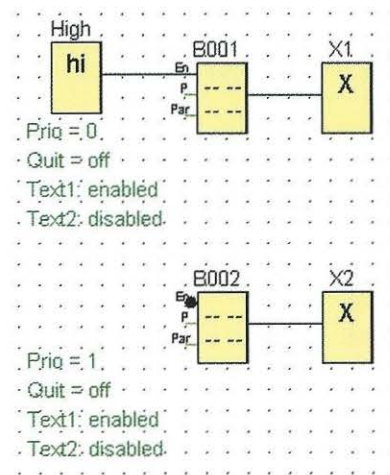 High
B001
X1
hi
En
P
Par
X
Prio = 0
Quit = off
Text1: enabled
Text2: disabled
B002
X2
En
P
Par
X
Prio = 1
Quit = off
Text1: enabled
Text2: disabled